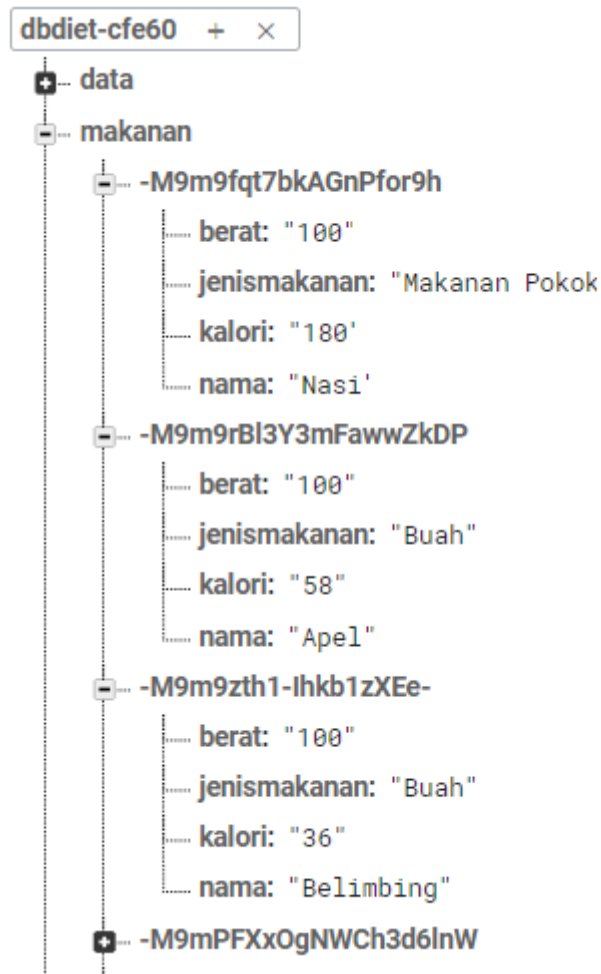 dbdiet-cfe60 + ×
data
makanan
-M9m9fqt7bkAGnPfor9h
berat: "100"
jenismakanan: "Makanan Pokok
kalori: "180'
nama: "Nasi'
-M9m9rBl3Y3mFawwZkDP
berat: "100"
jenismakanan: "Buah"
kalori: "58"
nama: "Apel"
-M9m9zth1-Ihkb1zXEe-
berat: "100"
jenismakanan: "Buah"
kalori: "36"
nama: "Belimbing"
-M9mPFXxOgNWCh3d6lnW